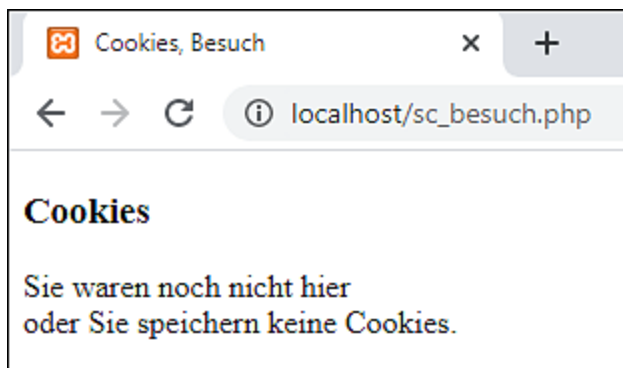 Cookies, Besuch
localhost/sc_besuch.php
Cookies
Sie waren noch nicht hier
oder Sie speichern keine Cookies.